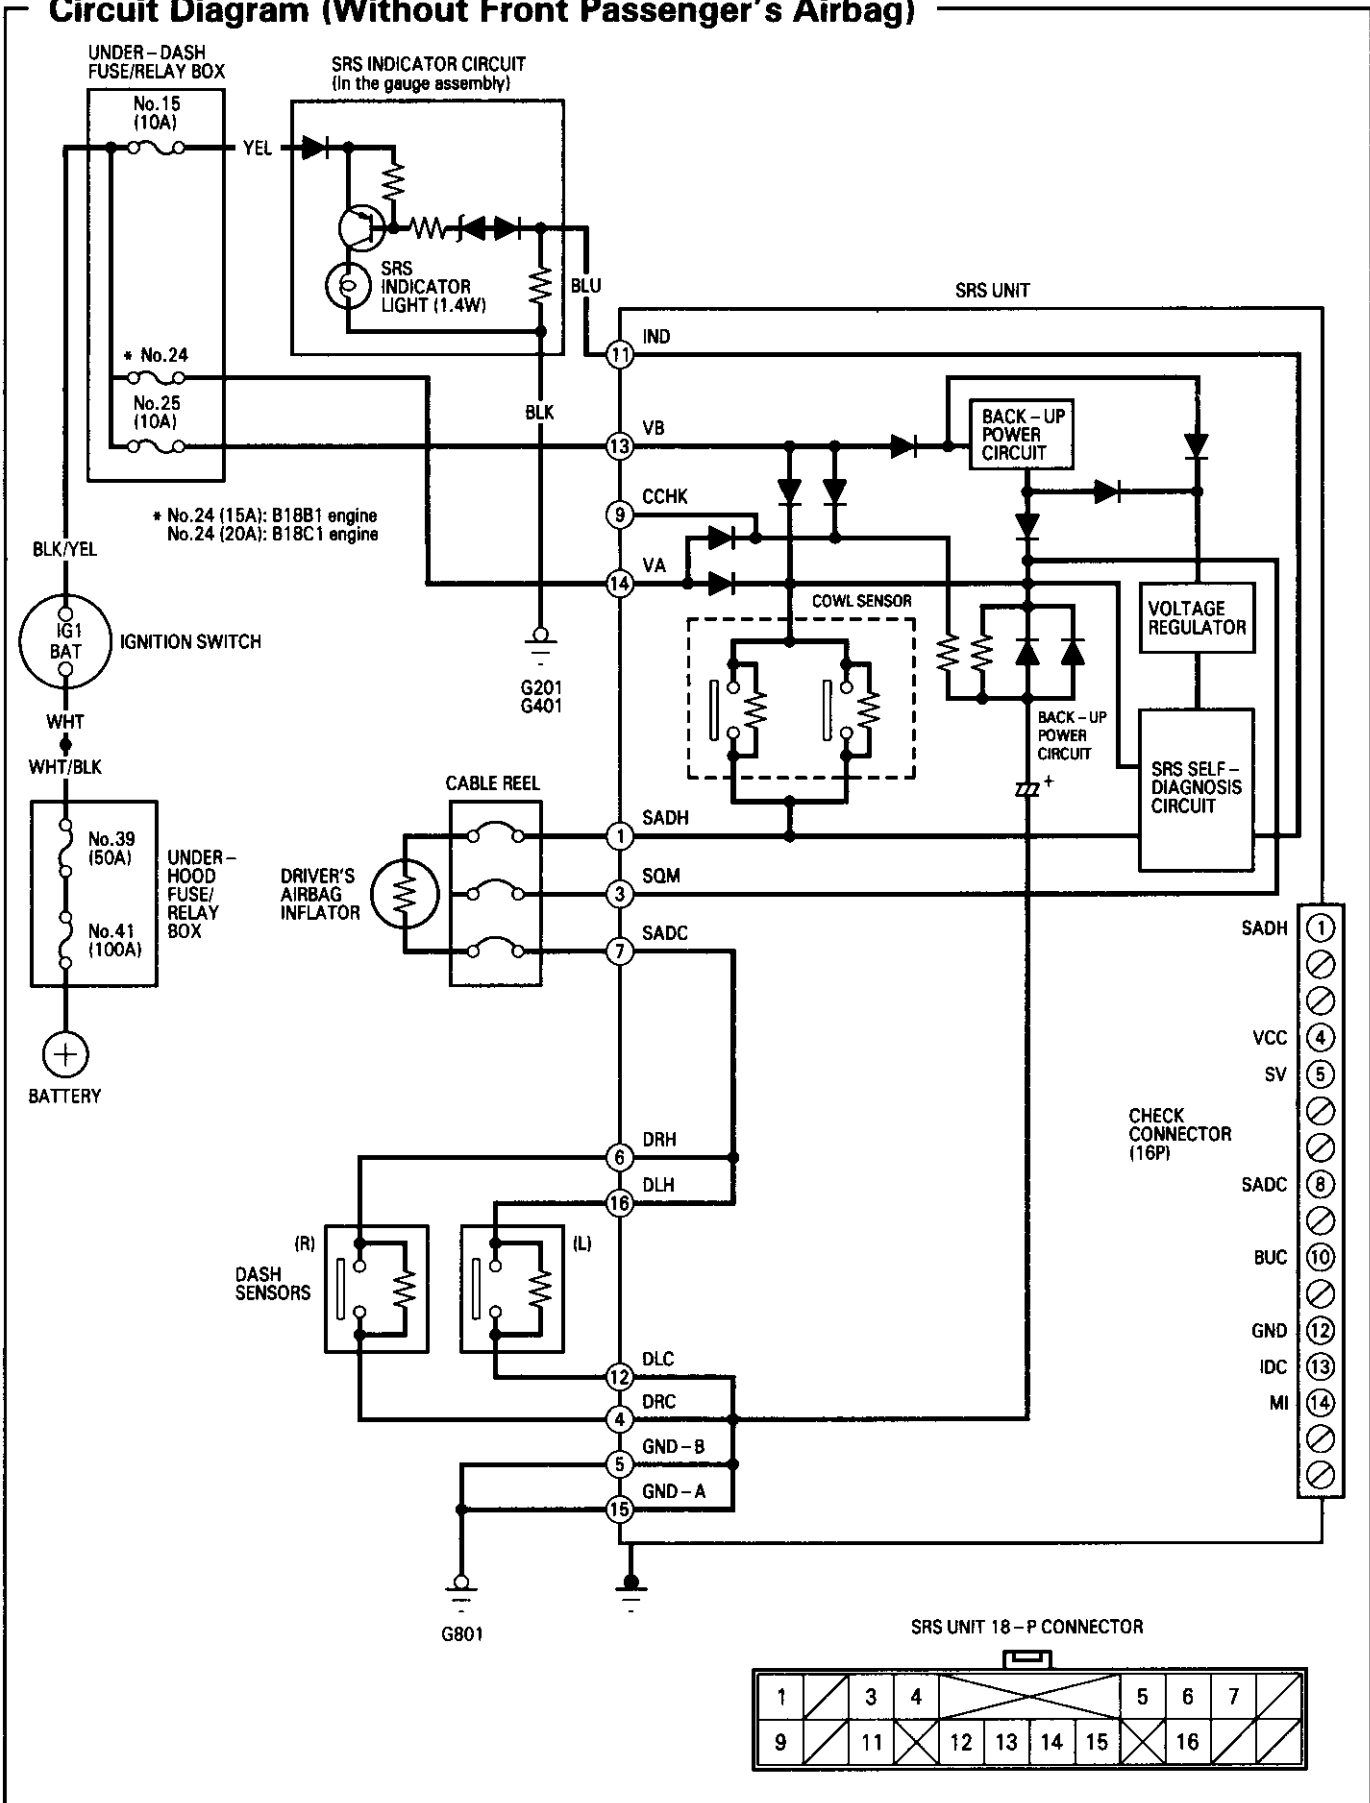 Circuit Diagram (Without Front Passenger's Airbag)
UNDER–DASH
FUSE/RELAY BOX
No.15
(10A)
YEL
SRS INDICATOR CIRCUIT
(In the gauge assembly)
SRS
INDICATOR
LIGHT (1.4W)
BLU
* No.24
No.25
(10A)
BLK
* No.24 (15A): B18B1 engine
No.24 (20A): B18C1 engine
BLK/YEL
IG1
BAT
IGNITION SWITCH
WHT
WHT/BLK
No.39
(50A)
No.41
(100A)
UNDER–
HOOD
FUSE/
RELAY
BOX
+
BATTERY
G201
G401
SRS UNIT
11 IND
13 VB
9 CCHK
14 VA
BACK–UP
POWER
CIRCUIT
COWL SENSOR
VOLTAGE
REGULATOR
BACK–UP
POWER
CIRCUIT
+
SRS SELF–
DIAGNOSIS
CIRCUIT
CABLE REEL
DRIVER'S
AIRBAG
INFLATOR
1 SADH
3 SQM
7 SADC
6 DRH
16 DLH
(R)
(L)
DASH
SENSORS
12 DLC
4 DRC
5 GND–B
15 GND–A
G801
CHECK
CONNECTOR
(16P)
SADH 1
VCC 4
SV 5
SADC 8
BUC 10
GND 12
IDC 13
MI 14
SRS UNIT 18–P CONNECTOR
1 3 4 5 6 7
9 11 12 13 14 15 16